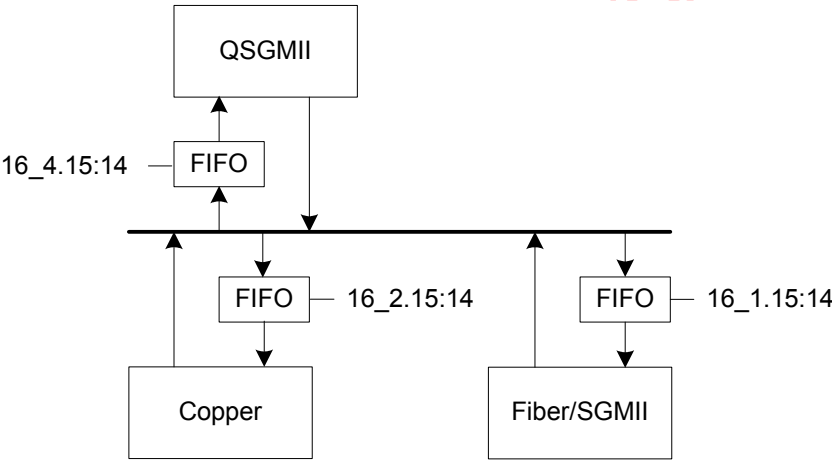 QSGMII
16_4.15:14
FIFO
FIFO
16_2.15:14
FIFO
16_1.15:14
Copper
Fiber/SGMII